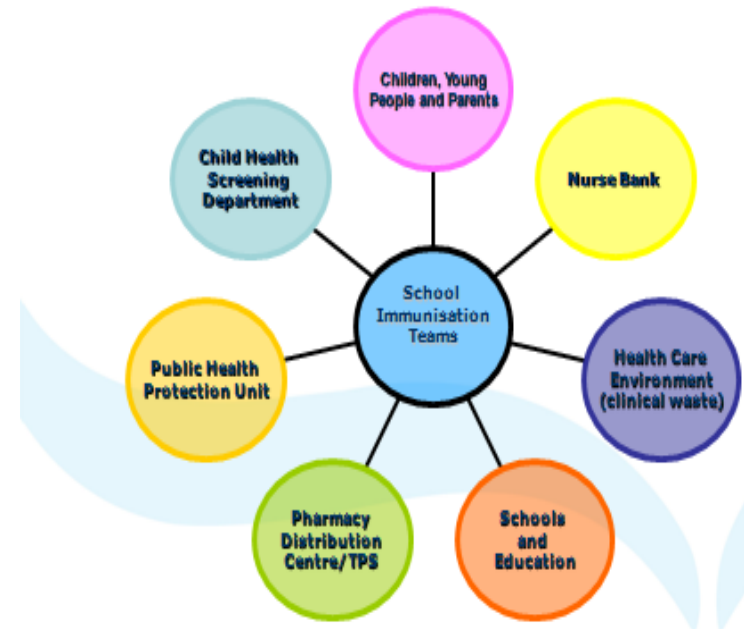 Children, Young
People and Parents
Child Health
Screening
Department
Nurse Bank
School
Immunisation
Teams
Public Health
Protection Unit
Health Care
Environment
(clinical waste)
Pharmacy
Distribution
Centre/TPS
Schools
and
Education